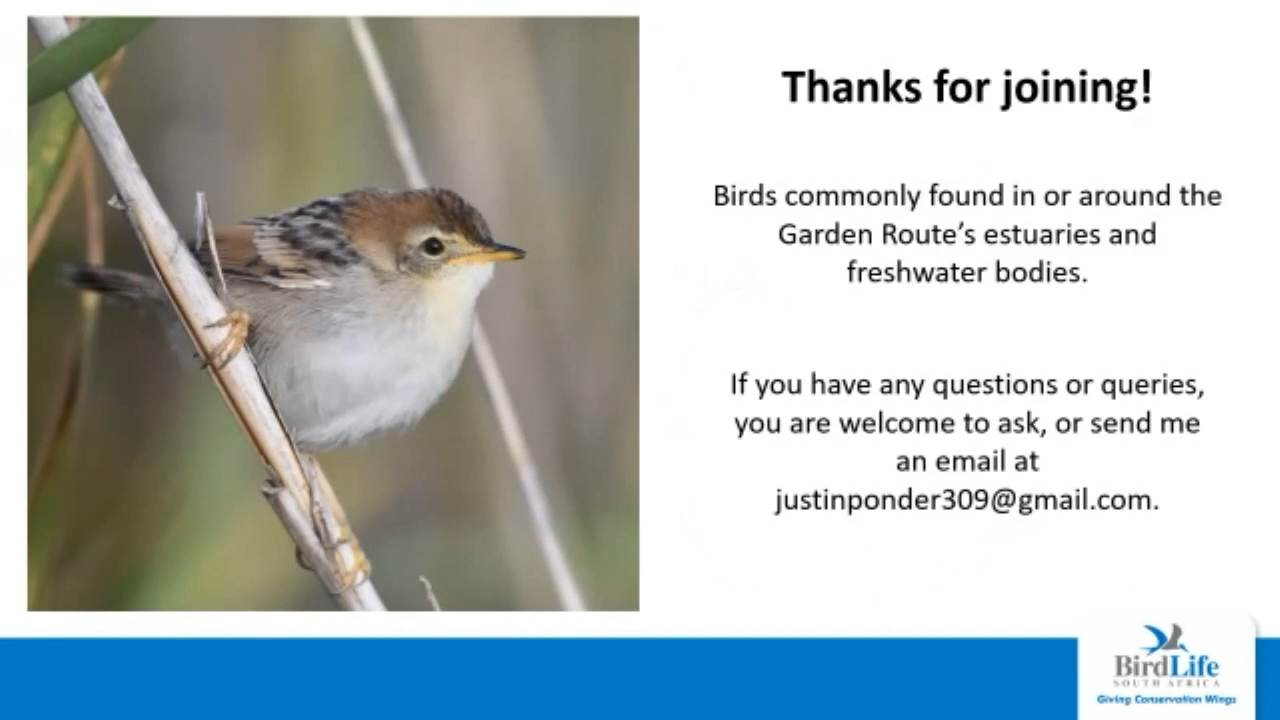 Thanks for joining!
Birds commonly found in or around the
Garden Route’s estuaries and
freshwater bodies.
If you have any questions or queries,
you are welcome to ask, or send me
an email at
justinponder309@gmail.com.
BirdLife
SOUTH AFRICA
Giving Conservation Wings